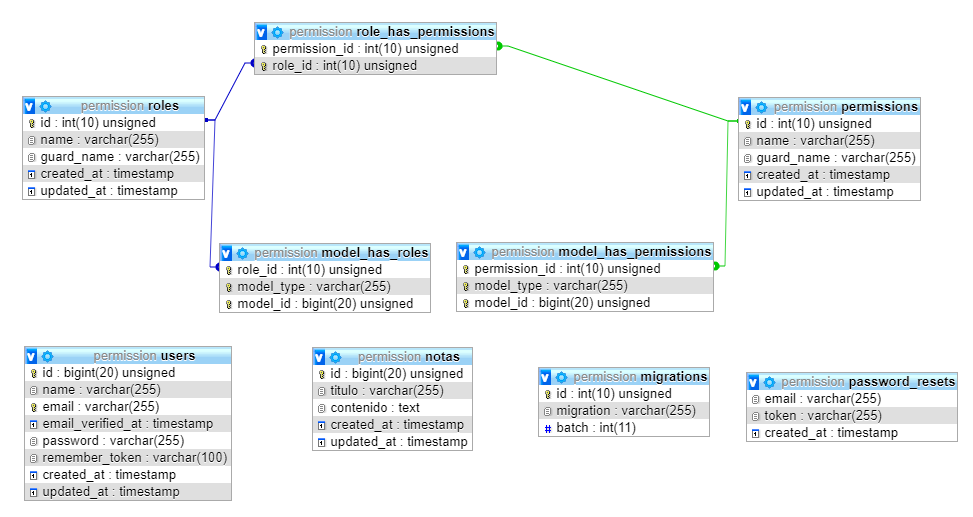 permission role_has_permissions
permission_id : int(10) unsigned
role_id : int(10) unsigned
permission roles
id : int(10) unsigned
name : varchar(255)
guard_name : varchar(255)
created_at : timestamp
updated_at : timestamp
permission permissions
id : int(10) unsigned
name : varchar(255)
guard_name : varchar(255)
created_at : timestamp
updated_at : timestamp
permission model_has_roles
role_id : int(10) unsigned
model_type : varchar(255)
model_id : bigint(20) unsigned
permission model_has_permissions
permission_id : int(10) unsigned
model_type : varchar(255)
model_id : bigint(20) unsigned
permission users
id : bigint(20) unsigned
name : varchar(255)
email : varchar(255)
email_verified_at : timestamp
password : varchar(255)
remember_token : varchar(100)
created_at : timestamp
updated_at : timestamp
permission notas
id : bigint(20) unsigned
titulo : varchar(255)
contenido : text
created_at : timestamp
updated_at : timestamp
permission migrations
id : int(10) unsigned
migration : varchar(255)
# batch : int(11)
permission password_resets
email : varchar(255)
token : varchar(255)
created_at : timestamp